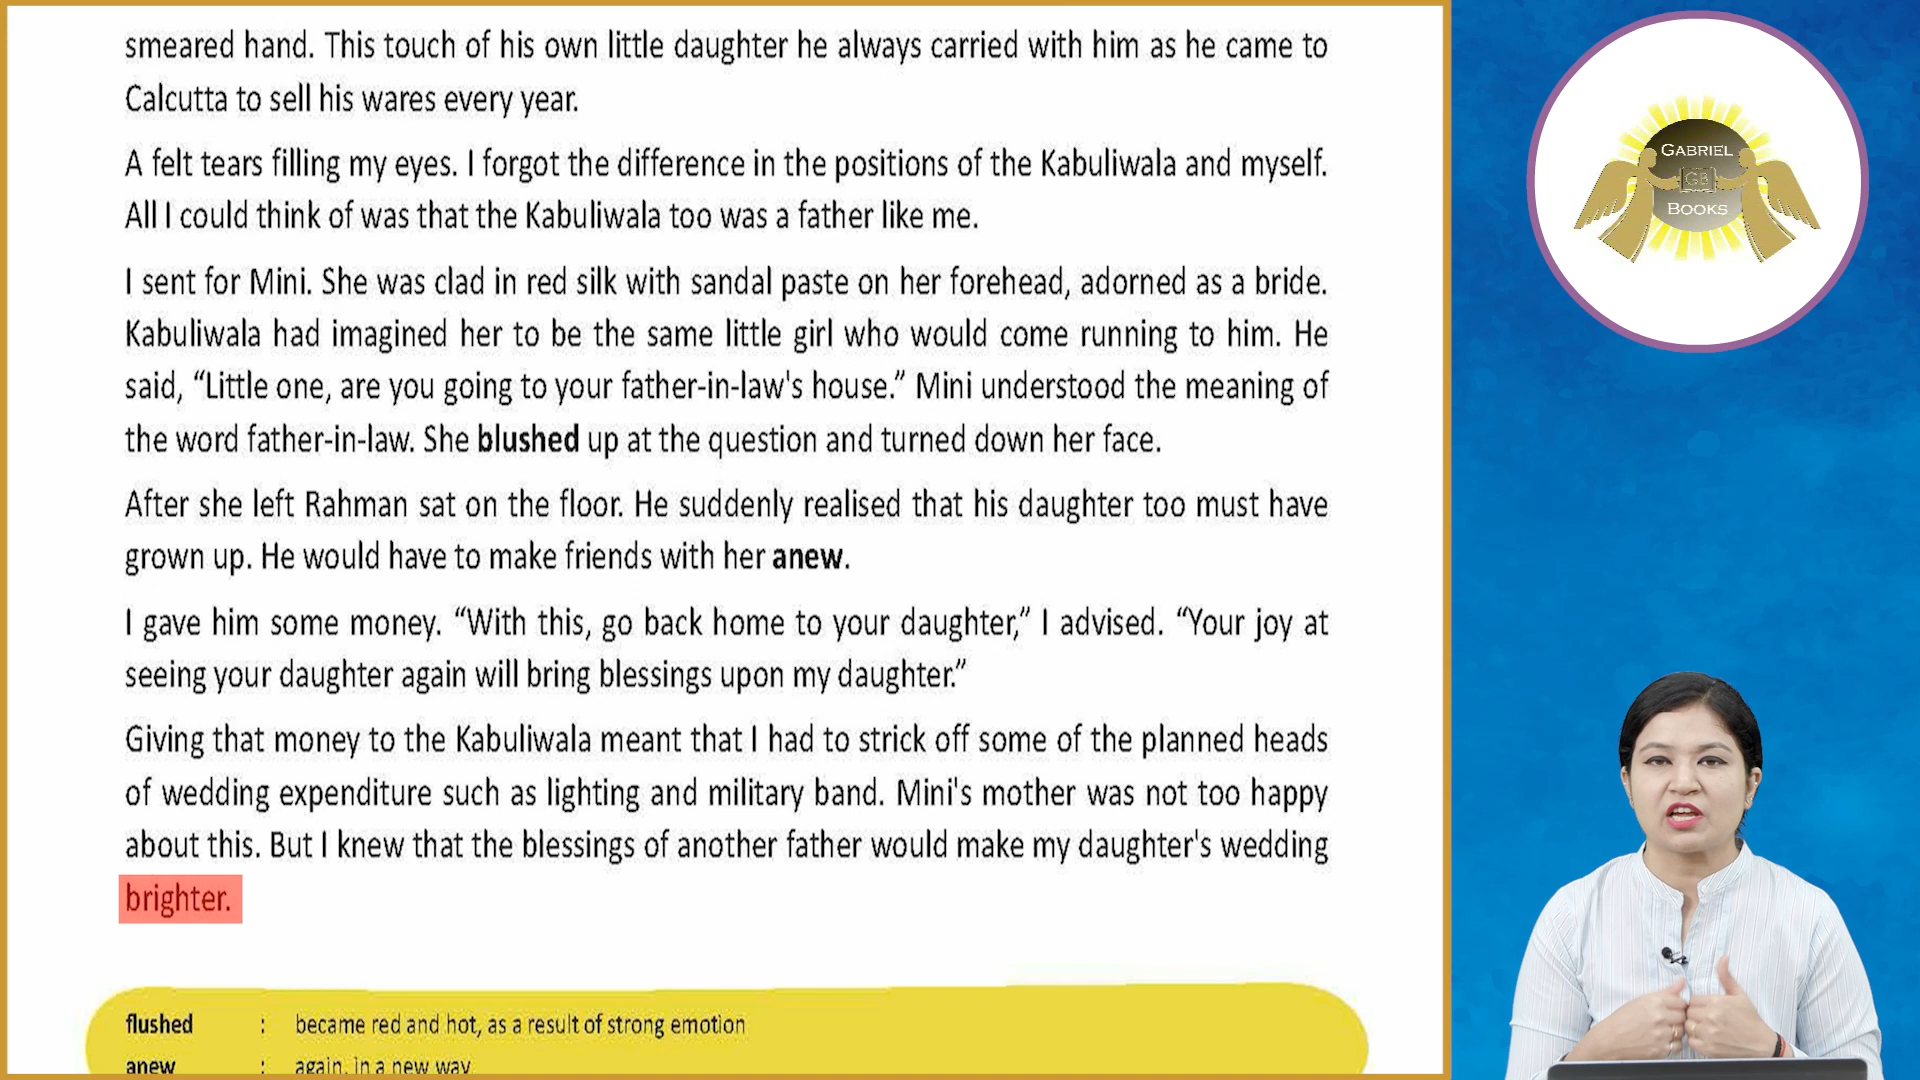 smeared hand. This touch of his own little daughter he always carried with him as he came to
Calcutta to sell his wares every year.
A felt tears filling my eyes. I forgot the difference in the positions of the Kabuliwala and myself.
All I could think of was that the Kabuliwala too was a father like me.
I sent for Mini. She was clad in red silk with sandal paste on her forehead, adorned as a bride.
Kabuliwala had imagined her to be the same little girl who would come running to him. He
said, “Little one, are you going to your father-in-law's house.” Mini understood the meaning of
the word father-in-law. She blushed up at the question and turned down her face.
After she left Rahman sat on the floor. He suddenly realised that his daughter too must have
grown up. He would have to make friends with her anew.
I gave him some money. “With this, go back home to your daughter,” I advised. “Your joy at
seeing your daughter again will bring blessings upon my daughter.”
Giving that money to the Kabuliwala meant that I had to strick off some of the planned heads
of wedding expenditure such as lighting and military band. Mini's mother was not too happy
about this. But I knew that the blessings of another father would make my daughter's wedding
brighter.
flushed : became red and hot, as a result of strong emotion
anew : again, in a new way
GABRIEL
GB
BOOKS